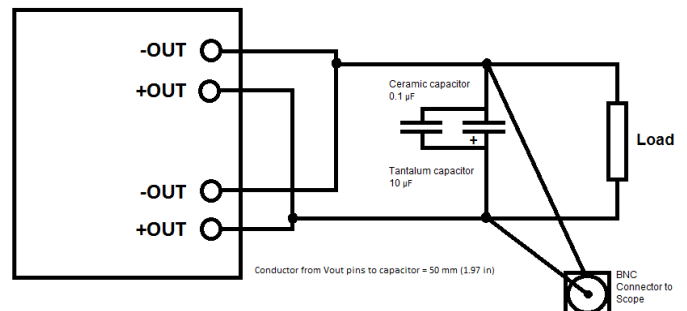 -OUT
+OUT
-OUT
+OUT
Ceramic capacitor
0.1 µF
+
Tantalum capacitor
10 µF
Load
Conductor from Vout pins to capacitor = 50 mm (1.97 in)
BNC
Connector to
Scope